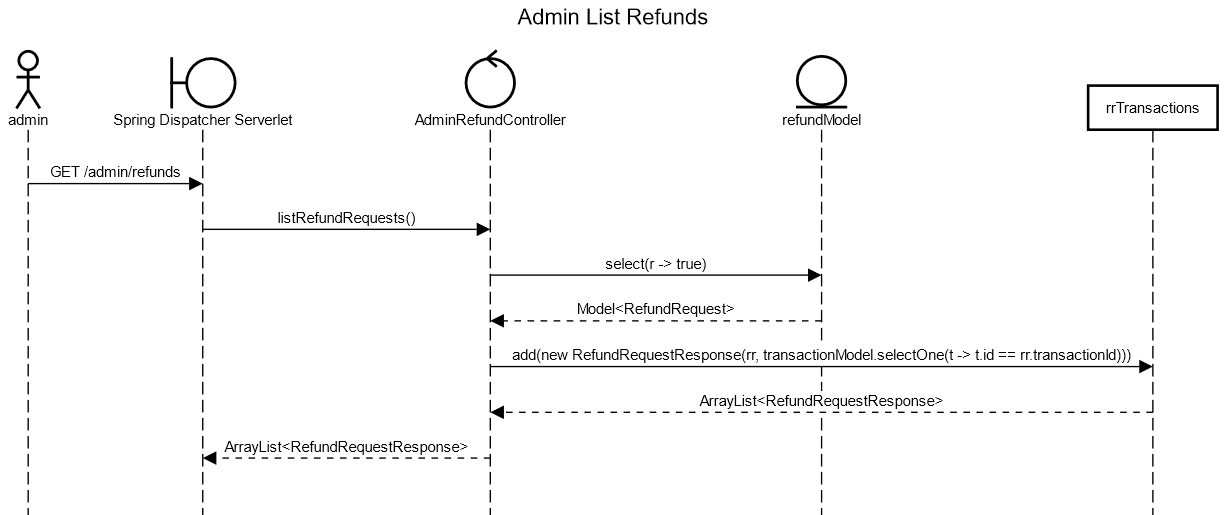 Admin List Refunds
admin
Spring Dispatcher Serverlet
AdminRefundController
refundModel
rrTransactions
GET /admin/refunds
listRefundRequests()
select(r -> true)
Model<RefundRequest>
add(new RefundRequestResponse(rr, transactionModel.selectOne(t -> t.id == rr.transactionId)))
ArrayList<RefundRequestResponse>
ArrayList<RefundRequestResponse>